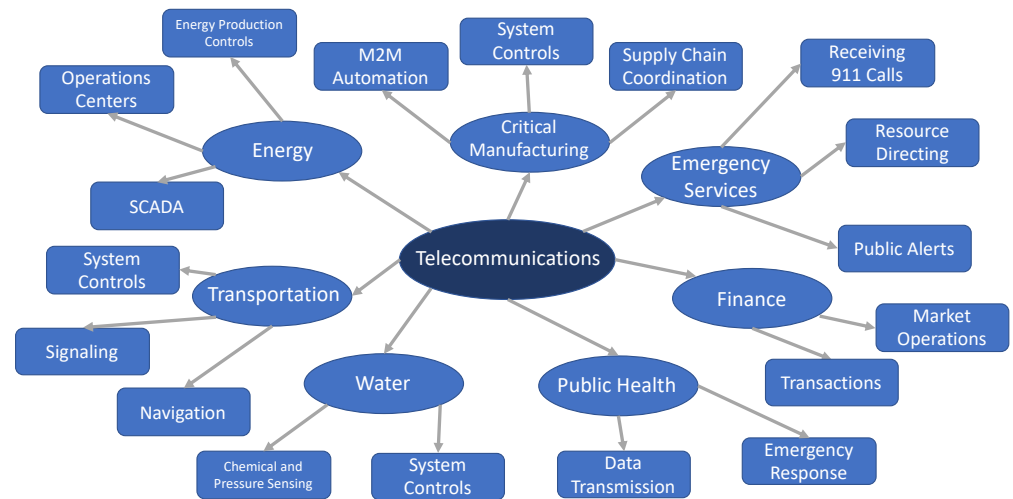 Energy Production
Controls
Operations
Centers
Energy
SCADA
M2M
Automation
System
Controls
Supply Chain
Coordination
Critical
Manufacturing
Receiving
911 Calls
Resource
Directing
Emergency
Services
Public Alerts
Telecommunications
System
Controls
Transportation
Signaling
Navigation
Finance
Market
Operations
Transactions
Water
Chemical and
Pressure Sensing
System
Controls
Public Health
Data
Transmission
Emergency
Response